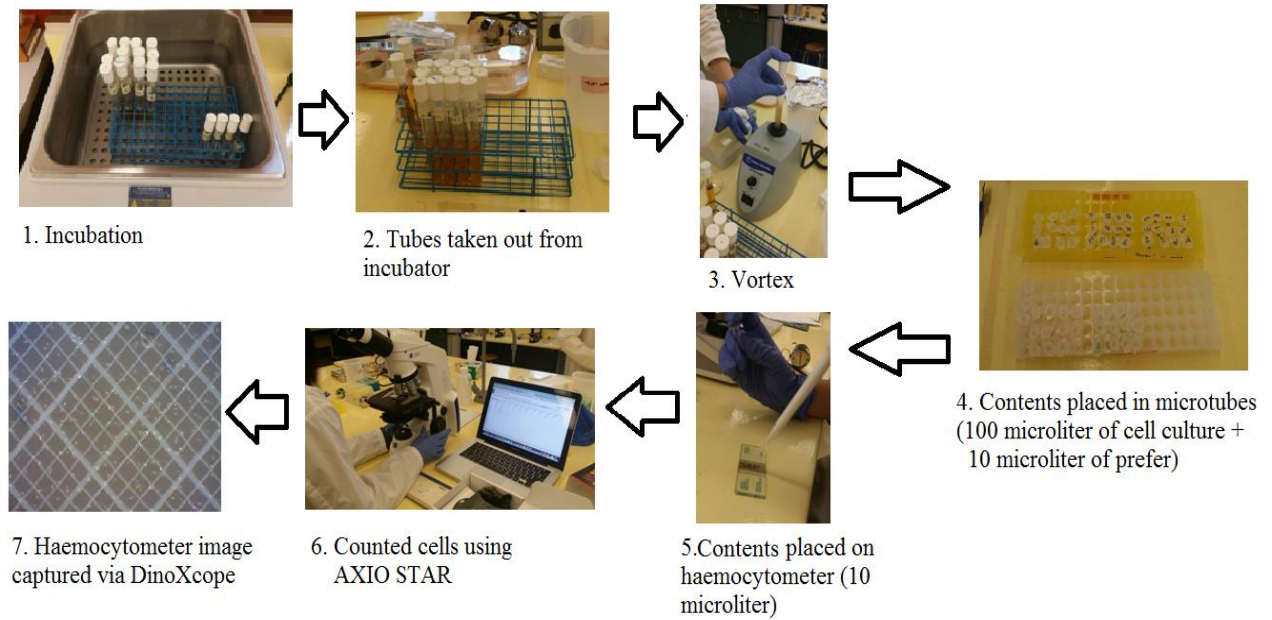 1. Incubation
2. Tubes taken out from
incubator
3. Vortex
4. Contents placed in microtubes
(100 microliter of cell culture +
10 microliter of prefer)
5.Contents placed on
haemocytometer (10
microliter)
6. Counted cells using
AXIO STAR
7. Haemocytometer image
captured via DinoXcope